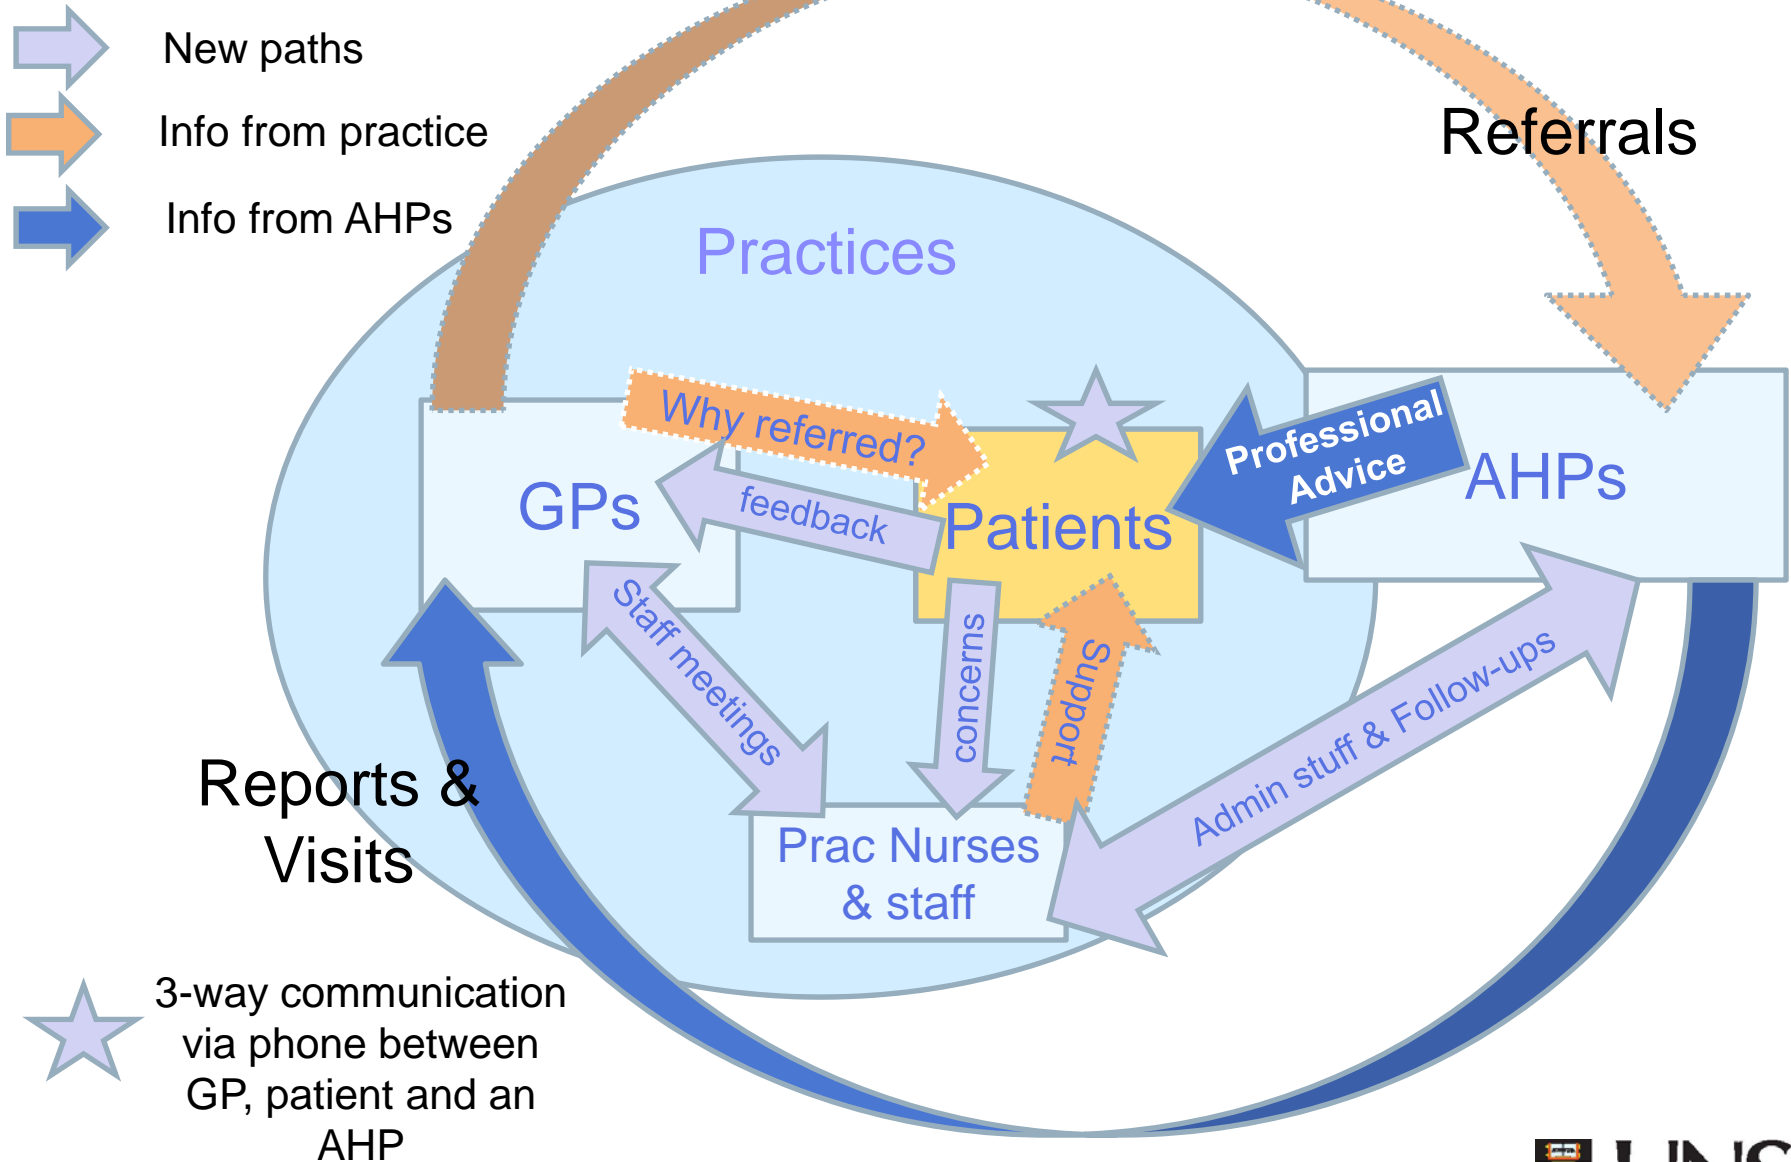 New paths
Info from practice
Info from AHPs
Referrals
Practices
Why referred?
Professional
Advice
GPs
feedback
Patients
AHPs
Staff meetings
concerns
Support
Admin stuff & Follow-ups
Reports &
Visits
Prac Nurses
& staff
3-way communication
via phone between
GP, patient and an
AHP